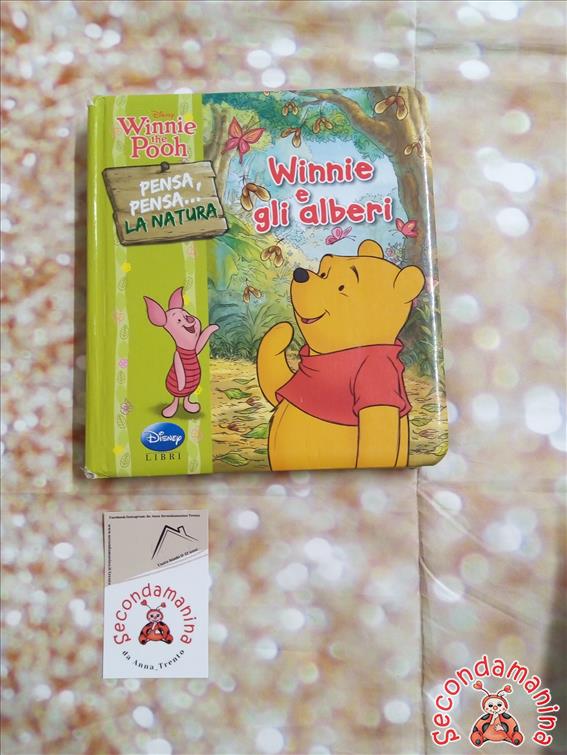 Disney
Winnie
the
Pooh
PENSA,
PENSA...
LA NATURA
Winnie
e
gli alberi
Disney
LIBRI
Secondamanina
da Anna_Trento
Secondamanina